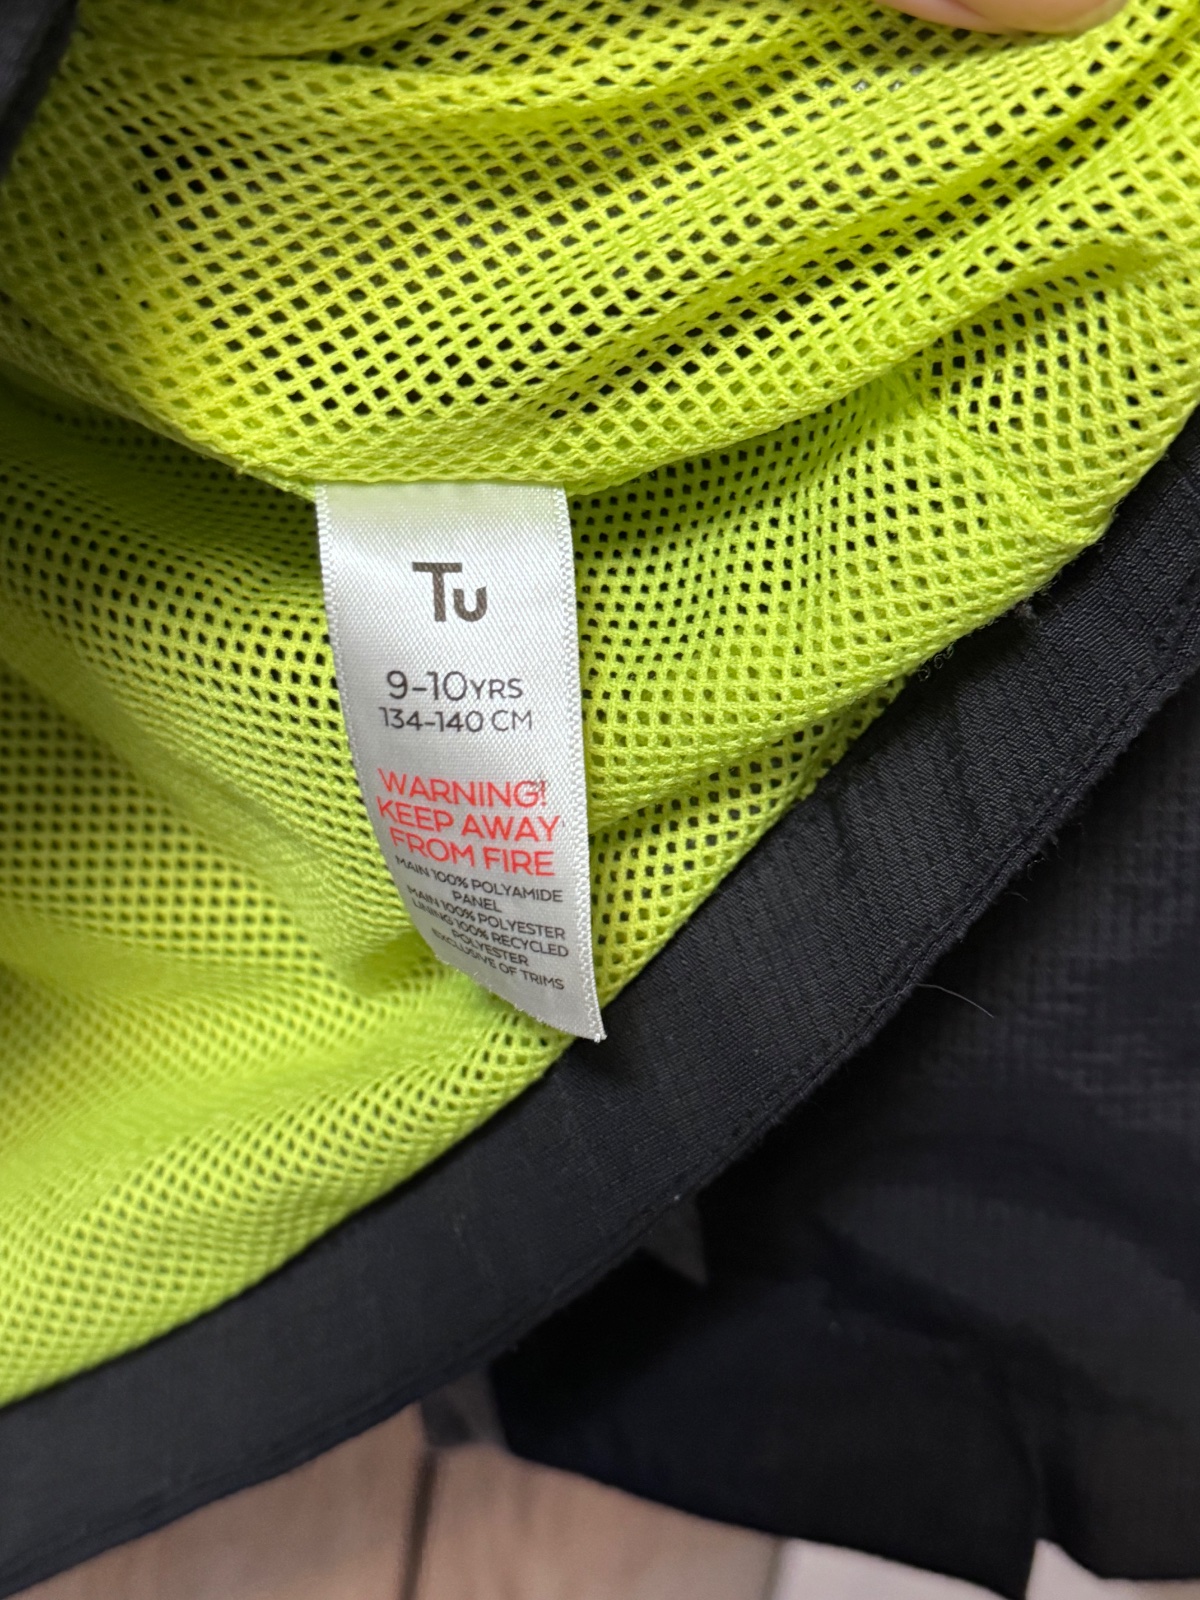 Tu
9-10YRS
134-140 CM
WARNING!
KEEP AWAY
FROM FIRE
MAIN 100% POLYAMIDE
PANEL
MAIN 100% POLYESTER
LINING 100% RECYCLED
POLYESTER
EXCLUSIVE OF TRIMS